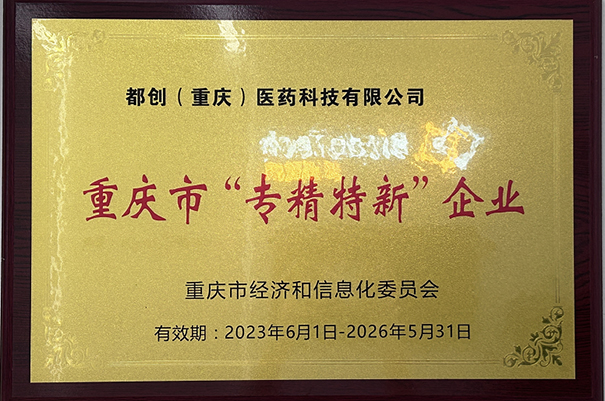 都创（重庆）医药科技有限公司
重庆市“专精特新”企业
重庆市经济和信息化委员会
有效期：2023年6月1日-2026年5月31日